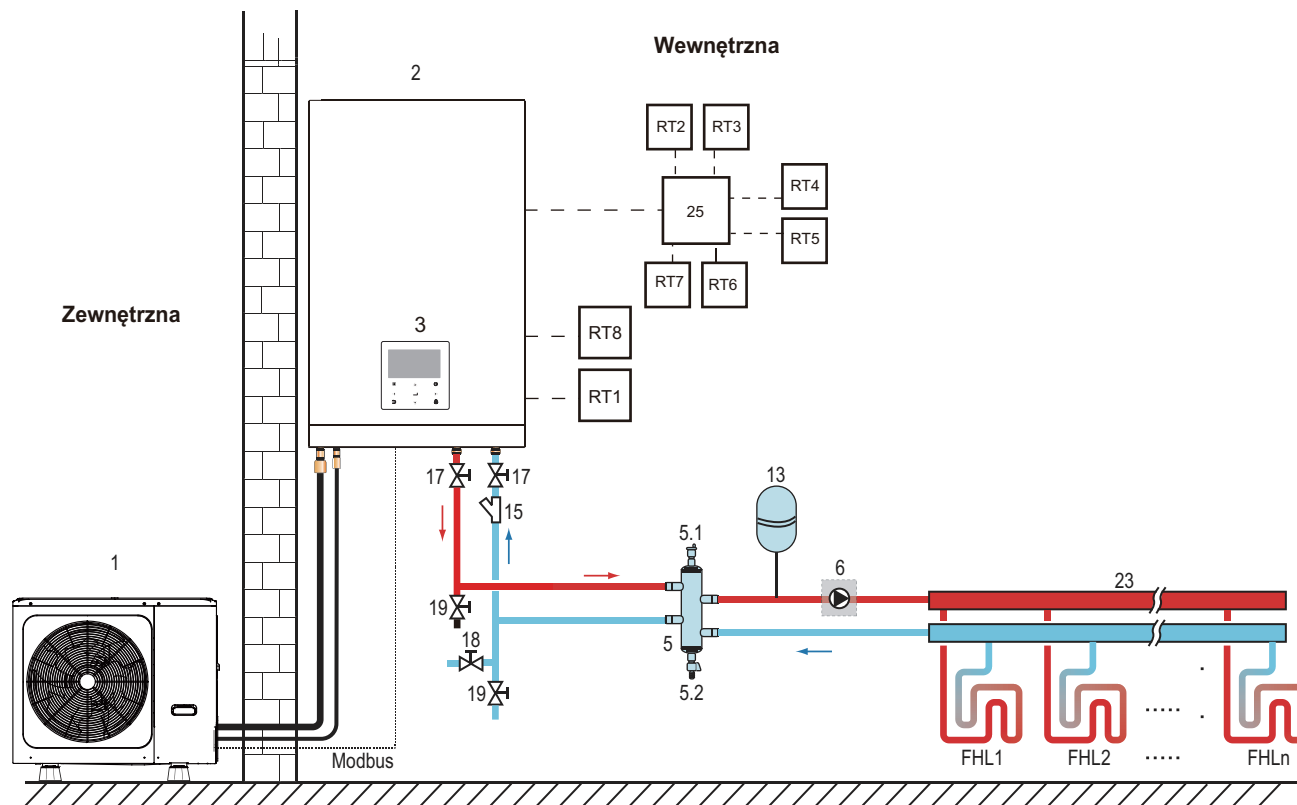 Wewnętrzna
2
RT2
RT3
RT4
25
RT5
RT7
RT6
Zewnętrzna
3
RT8
RT1
17
17
13
15
5.1
1
6
23
19
18
5
19
5.2
Modbus
FHL1
FHL2
.....
.....
.
.
FHLn